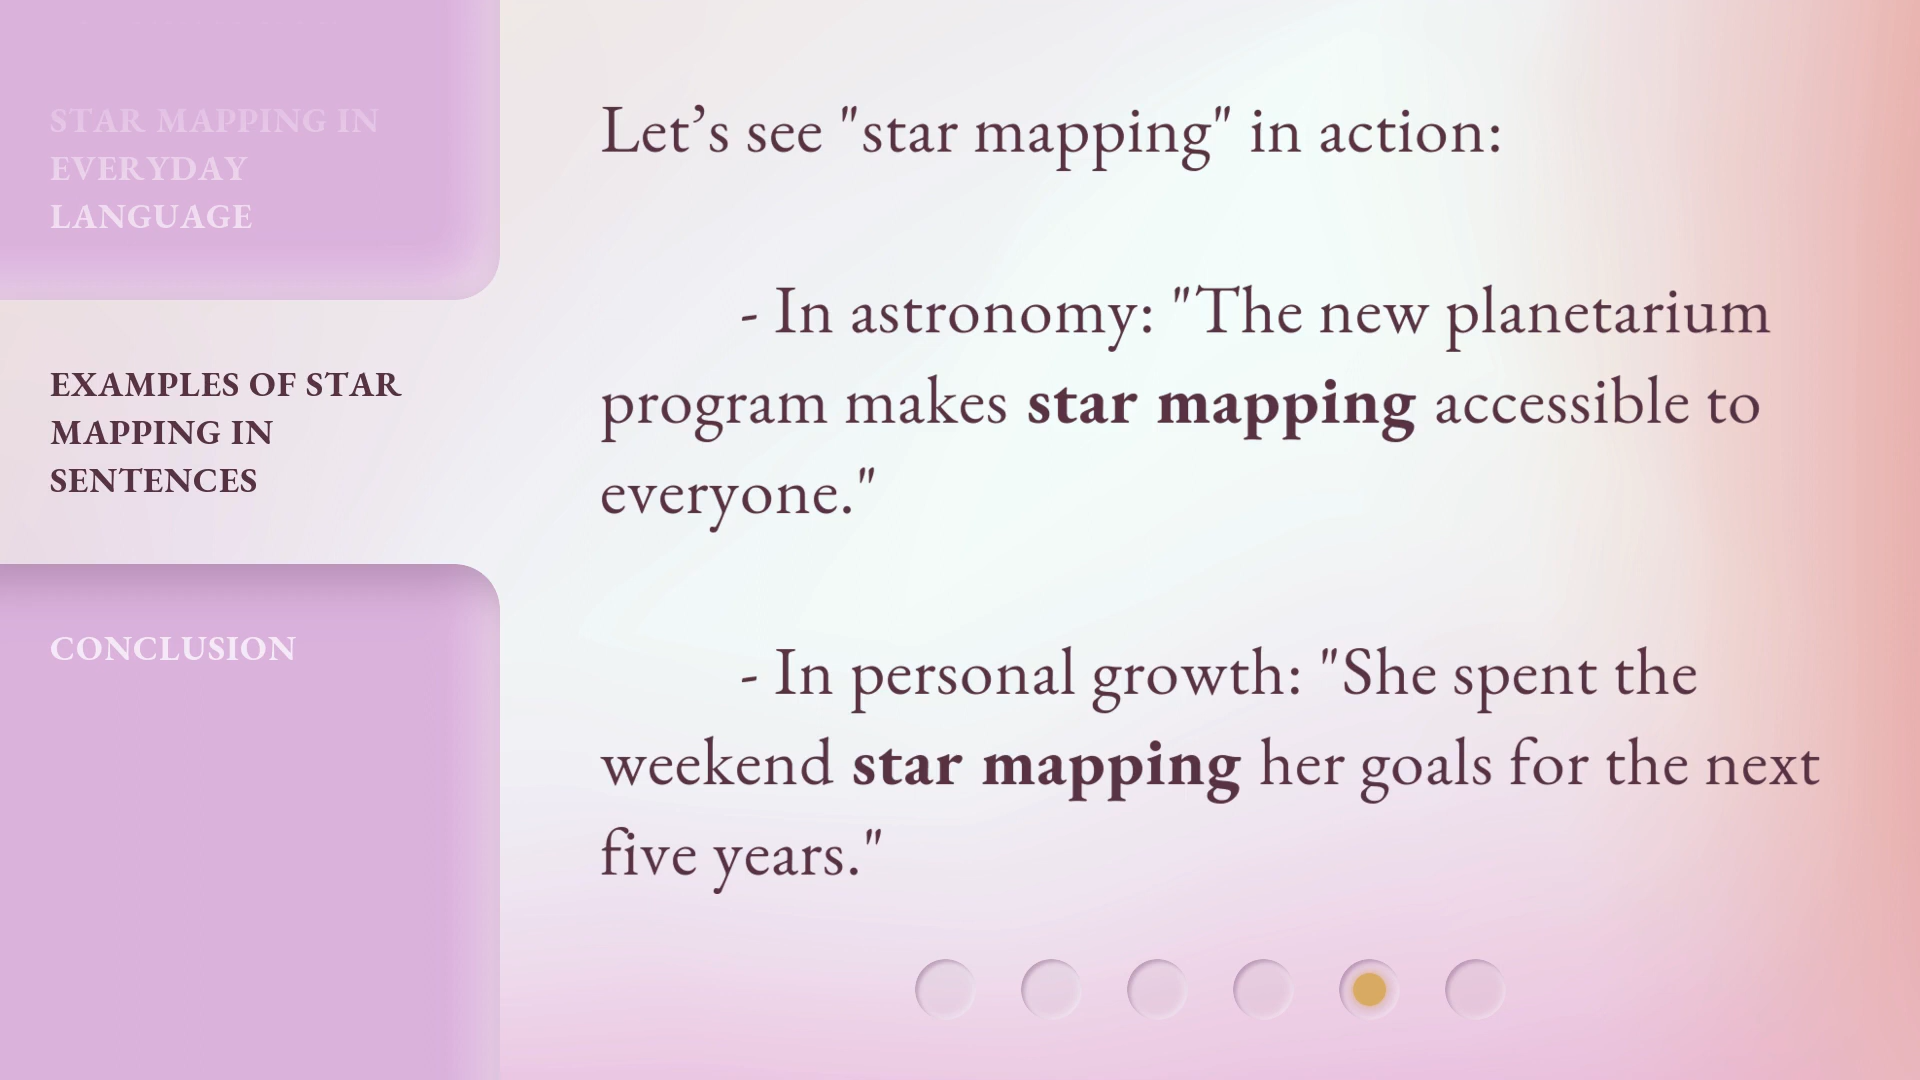 STAR MAPPING IN
EVERYDAY
LANGUAGE
EXAMPLES OF STAR
MAPPING IN
SENTENCES
CONCLUSION
Let’s see "star mapping" in action:
- In astronomy: "The new planetarium
program makes star mapping accessible to
everyone."
- In personal growth: "She spent the
weekend star mapping her goals for the next
five years."